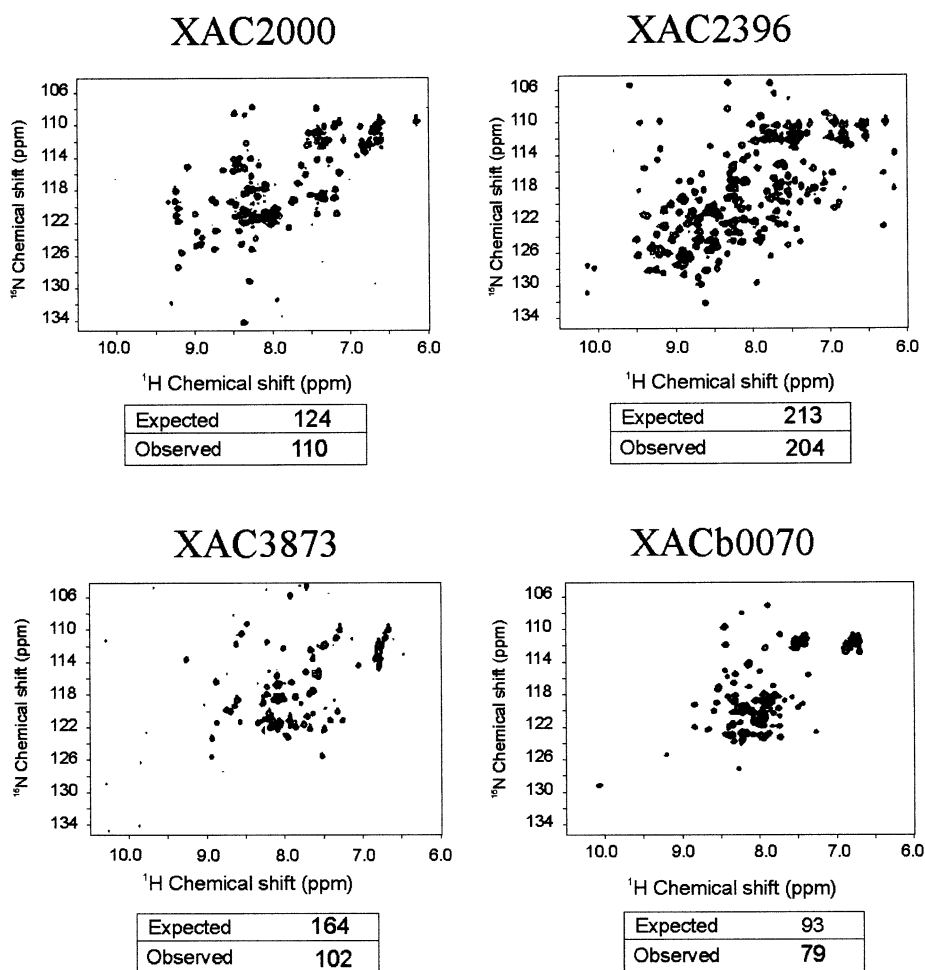 XAC2000
¹⁵N Chemical shift (ppm)
106
110
114
118
122
126
130
134
10.0 9.0 8.0 7.0 6.0
¹H Chemical shift (ppm)
Expected 124
Observed 110
XAC2396
¹⁵N Chemical shift (ppm)
106
110
114
118
122
126
130
134
10.0 9.0 8.0 7.0 6.0
¹H Chemical shift (ppm)
Expected 213
Observed 204
XAC3873
¹⁵N Chemical shift (ppm)
106
110
114
118
122
126
130
134
10.0 9.0 8.0 7.0 6.0
¹H Chemical shift (ppm)
Expected 164
Observed 102
XACb0070
¹⁵N Chemical shift (ppm)
106
110
114
118
122
126
130
134
10.0 9.0 8.0 7.0 6.0
¹H Chemical shift (ppm)
Expected 93
Observed 79